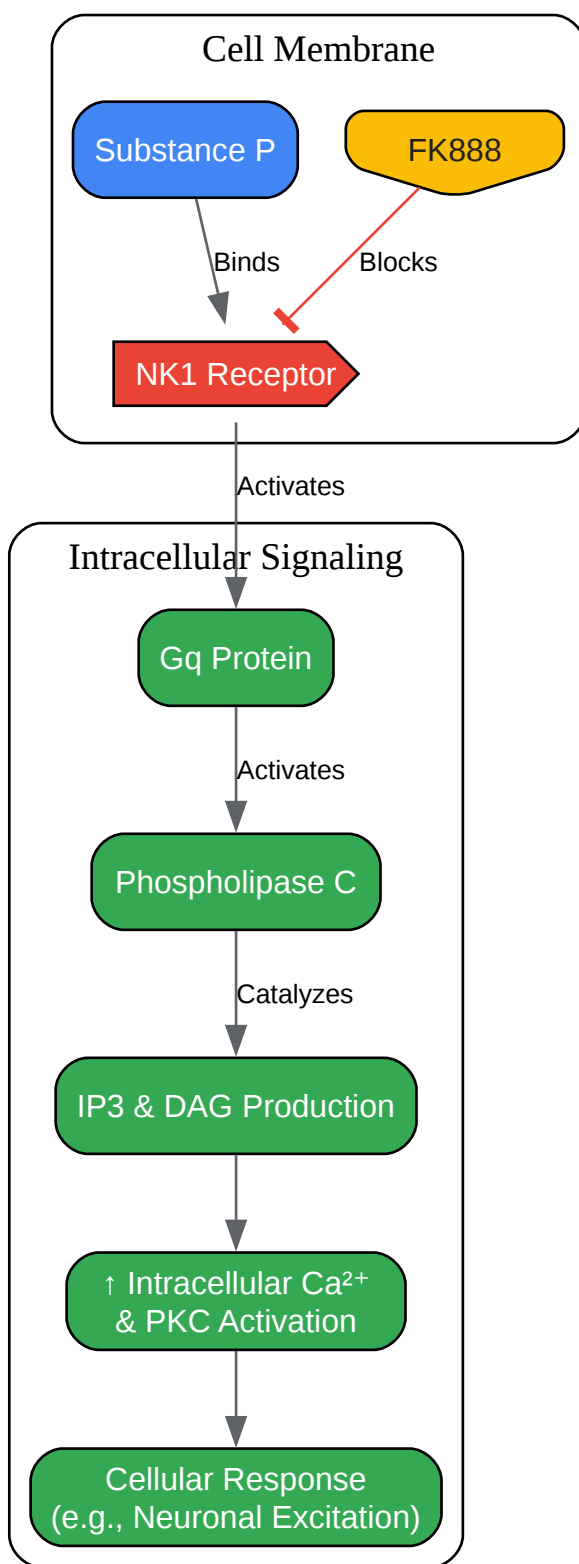 Cell Membrane
Substance P
FK888
Binds
Blocks
NK1 Receptor
Activates
Intracellular Signaling
Gq Protein
Activates
Phospholipase C
Catalyzes
IP3 & DAG Production
↑ Intracellular Ca²⁺
& PKC Activation
Cellular Response
(e.g., Neuronal Excitation)